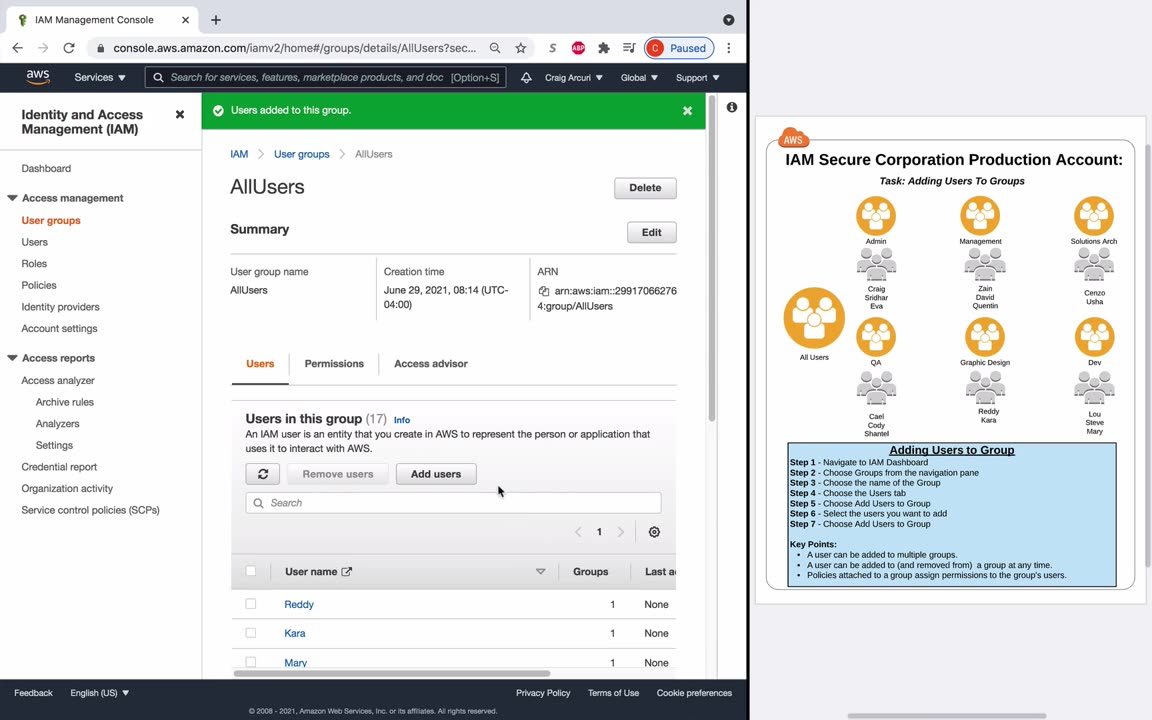 IAM Management Console
console.aws.amazon.com/iamv2/home#/groups/details/AllUsers?sec...
S
ABP
C
Paused
aws
Services
Search for services, features, marketplace products, and doc
[Option+S]
Craig Arcuri
Global
Support
Identity and Access
Management (IAM)
Dashboard
Access management
User groups
Users
Roles
Policies
Identity providers
Account settings
Access reports
Access analyzer
Archive rules
Analyzers
Settings
Credential report
Organization activity
Service control policies (SCPs)
Users added to this group.
IAM
User groups
AllUsers
AllUsers
Delete
Summary
Edit
User group name
AllUsers
Creation time
June 29, 2021, 08:14 (UTC-
04:00)
ARN
arn:aws:iam::29917066276
4:group/AllUsers
Users
Permissions
Access advisor
Users in this group (17) Info
An IAM user is an entity that you create in AWS to represent the person or application that
uses it to interact with AWS.
Remove users
Add users
Search
1
User name
Groups
Last a
Reddy
1
None
Kara
1
None
Mary
1
None
Feedback
English (US)
Privacy Policy
Terms of Use
Cookie preferences
© 2008 - 2021, Amazon Web Services, Inc. or its affiliates. All rights reserved.
AWS
IAM Secure Corporation Production Account:
Task: Adding Users To Groups
Admin
Management
Solutions Arch
Craig
Sridhar
Eva
Zain
David
Quentin
Cenzo
Usha
All Users
QA
Graphic Design
Dev
Cael
Cody
Shantel
Reddy
Kara
Lou
Steve
Mary
Adding Users to Group
Step 1 - Navigate to IAM Dashboard
Step 2 - Choose Groups from the navigation pane
Step 3 - Choose the name of the Group
Step 4 - Choose the Users tab
Step 5 - Choose Add Users to Group
Step 6 - Select the users you want to add
Step 7 - Choose Add Users to Group
Key Points:
• A user can be added to multiple groups.
• A user can be added to (and removed from) a group at any time.
• Policies attached to a group assign permissions to the group's users.